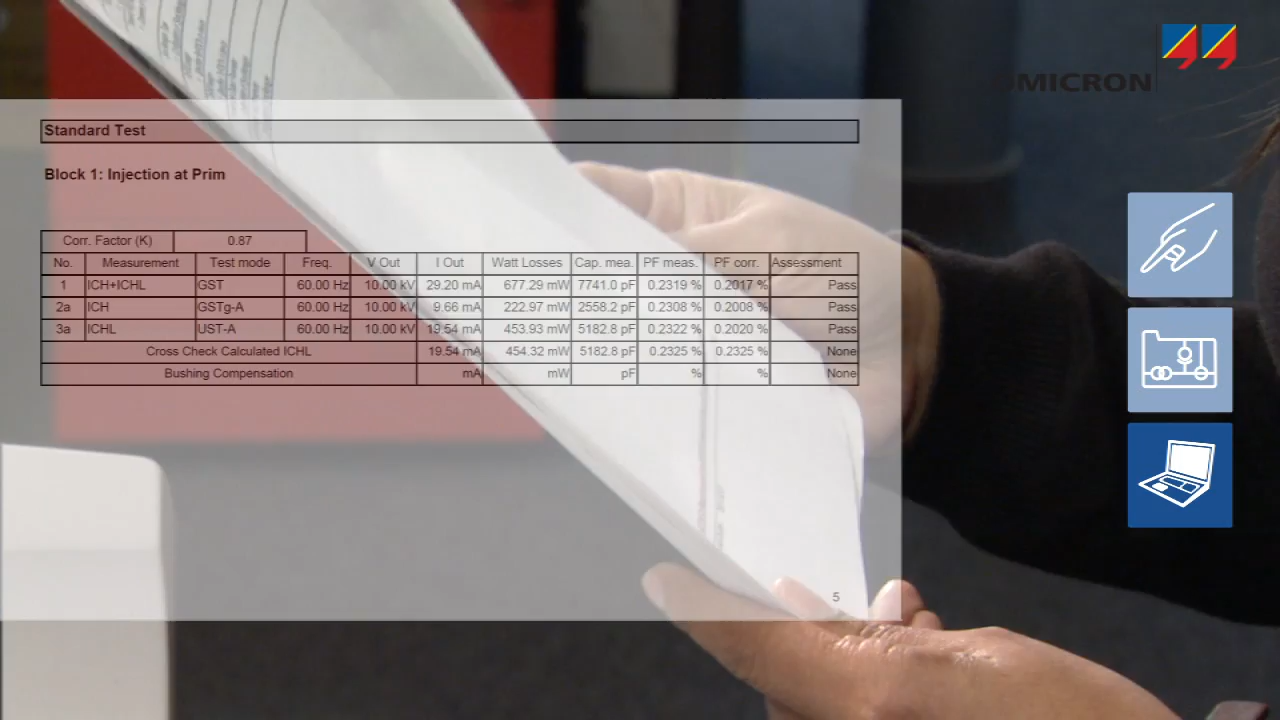 OMICRON
Standard Test
Block 1: Injection at Prim
Corr. Factor (K) 0.87
No. Measurement Test mode Freq. V Out I Out Watt Losses Cap. mea. PF meas. PF corr. Assessment
1 ICH+ICHL GST 60.00 Hz 10.00 kV 29.20 mA 677.29 mW 7741.0 pF 0.2319 % 0.2017 % Pass
2a ICH GSTg-A 60.00 Hz 10.00 kV 9.66 mA 222.97 mW 2558.2 pF 0.2308 % 0.2008 % Pass
3a ICHL UST-A 60.00 Hz 10.00 kV 19.54 mA 453.93 mW 5182.8 pF 0.2322 % 0.2020 % Pass
Cross Check Calculated ICHL 19.54 mA 454.32 mW 5182.8 pF 0.2325 % 0.2325 % None
Bushing Compensation mA mW pF % % None
5